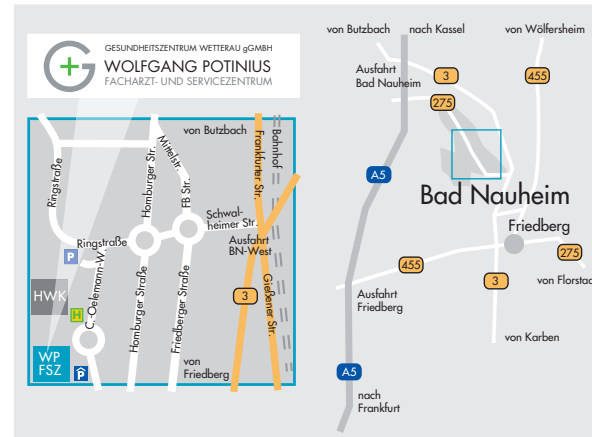 GESUNDHEITSZENTRUM WETTERAU gGMBH
WOLFGANG POTINIUS
FACHARZT- UND SERVICEZENTRUM
von Butzbach
Mittelstr.
Homburger Str.
Frankfurter Str.
Bahnhof
Ringstraße
FB Str.
Schwal-
heimer Str.
Ringstraße
Ausfahrt
BN-West
P
HWK
H
C. Oelemann-W.
Homburger Straße
Friedberger Straße
3
Gießener Str.
WP
FSZ
P
von
Friedberg
von Butzbach
nach Kassel
von Wölfersheim
Ausfahrt
Bad Nauheim
3
455
275
A5
Bad Nauheim
Friedberg
275
455
3
von Florstad
Ausfahrt
Friedberg
von Karben
A5
nach
Frankfurt